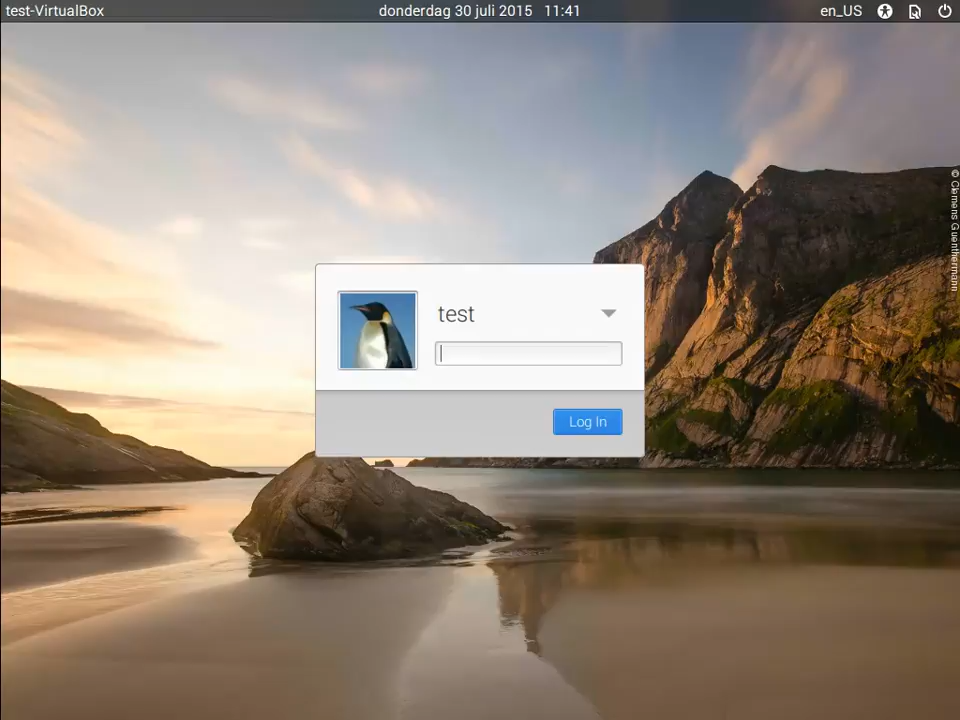 test-VirtualBox donderdag 30 juli 2015 11:41 en_US
© Clemens Guenthermann
test
Log In